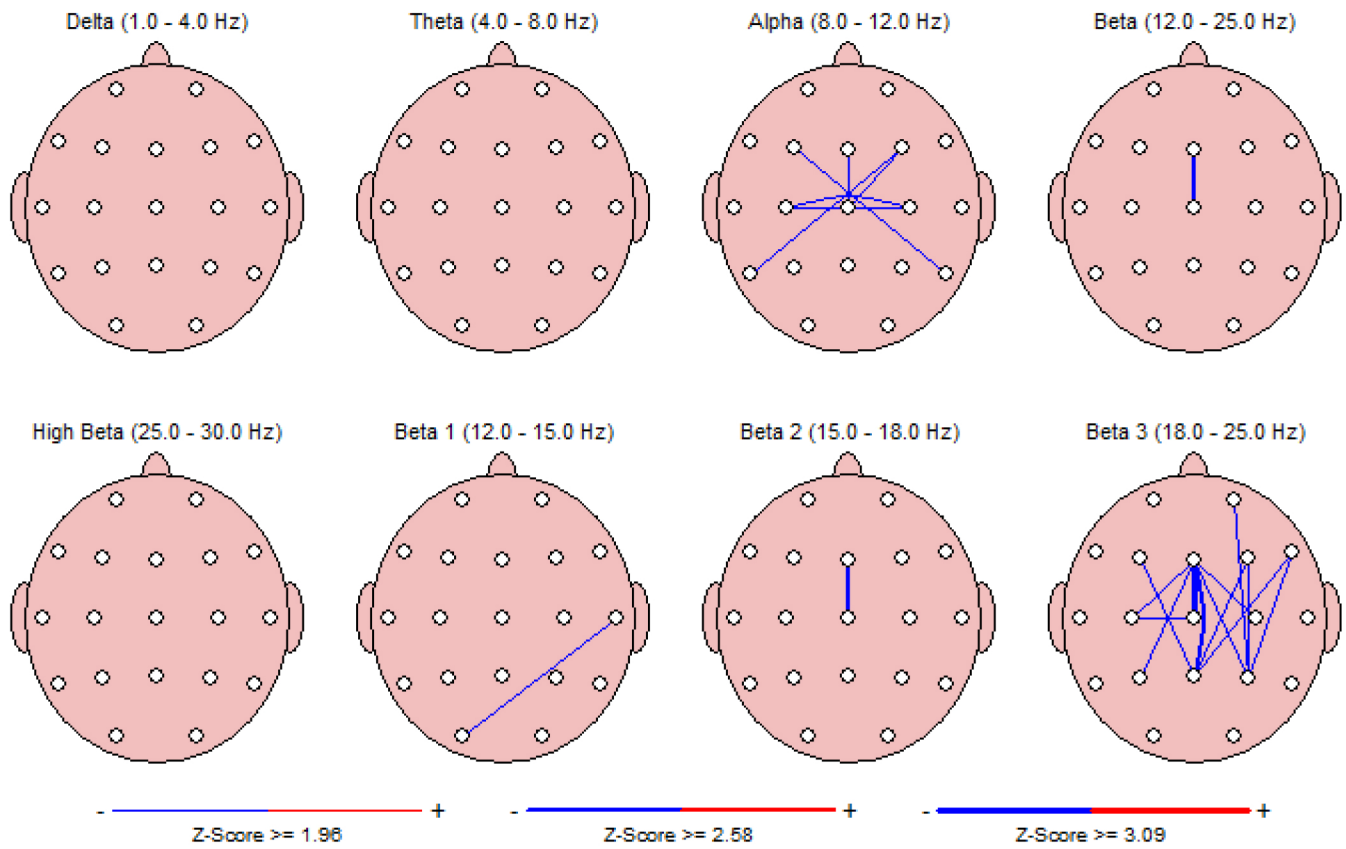 Delta (1.0 - 4.0 Hz) Theta (4.0 - 8.0 Hz) Alpha (8.0 - 12.0 Hz) Beta (12.0 - 25.0 Hz)
High Beta (25.0 - 30.0 Hz) Beta 1 (12.0 - 15.0 Hz) Beta 2 (15.0 - 18.0 Hz) Beta 3 (18.0 - 25.0 Hz)
- + - + - +
Z-Score >= 1.96 Z-Score >= 2.58 Z-Score >= 3.09